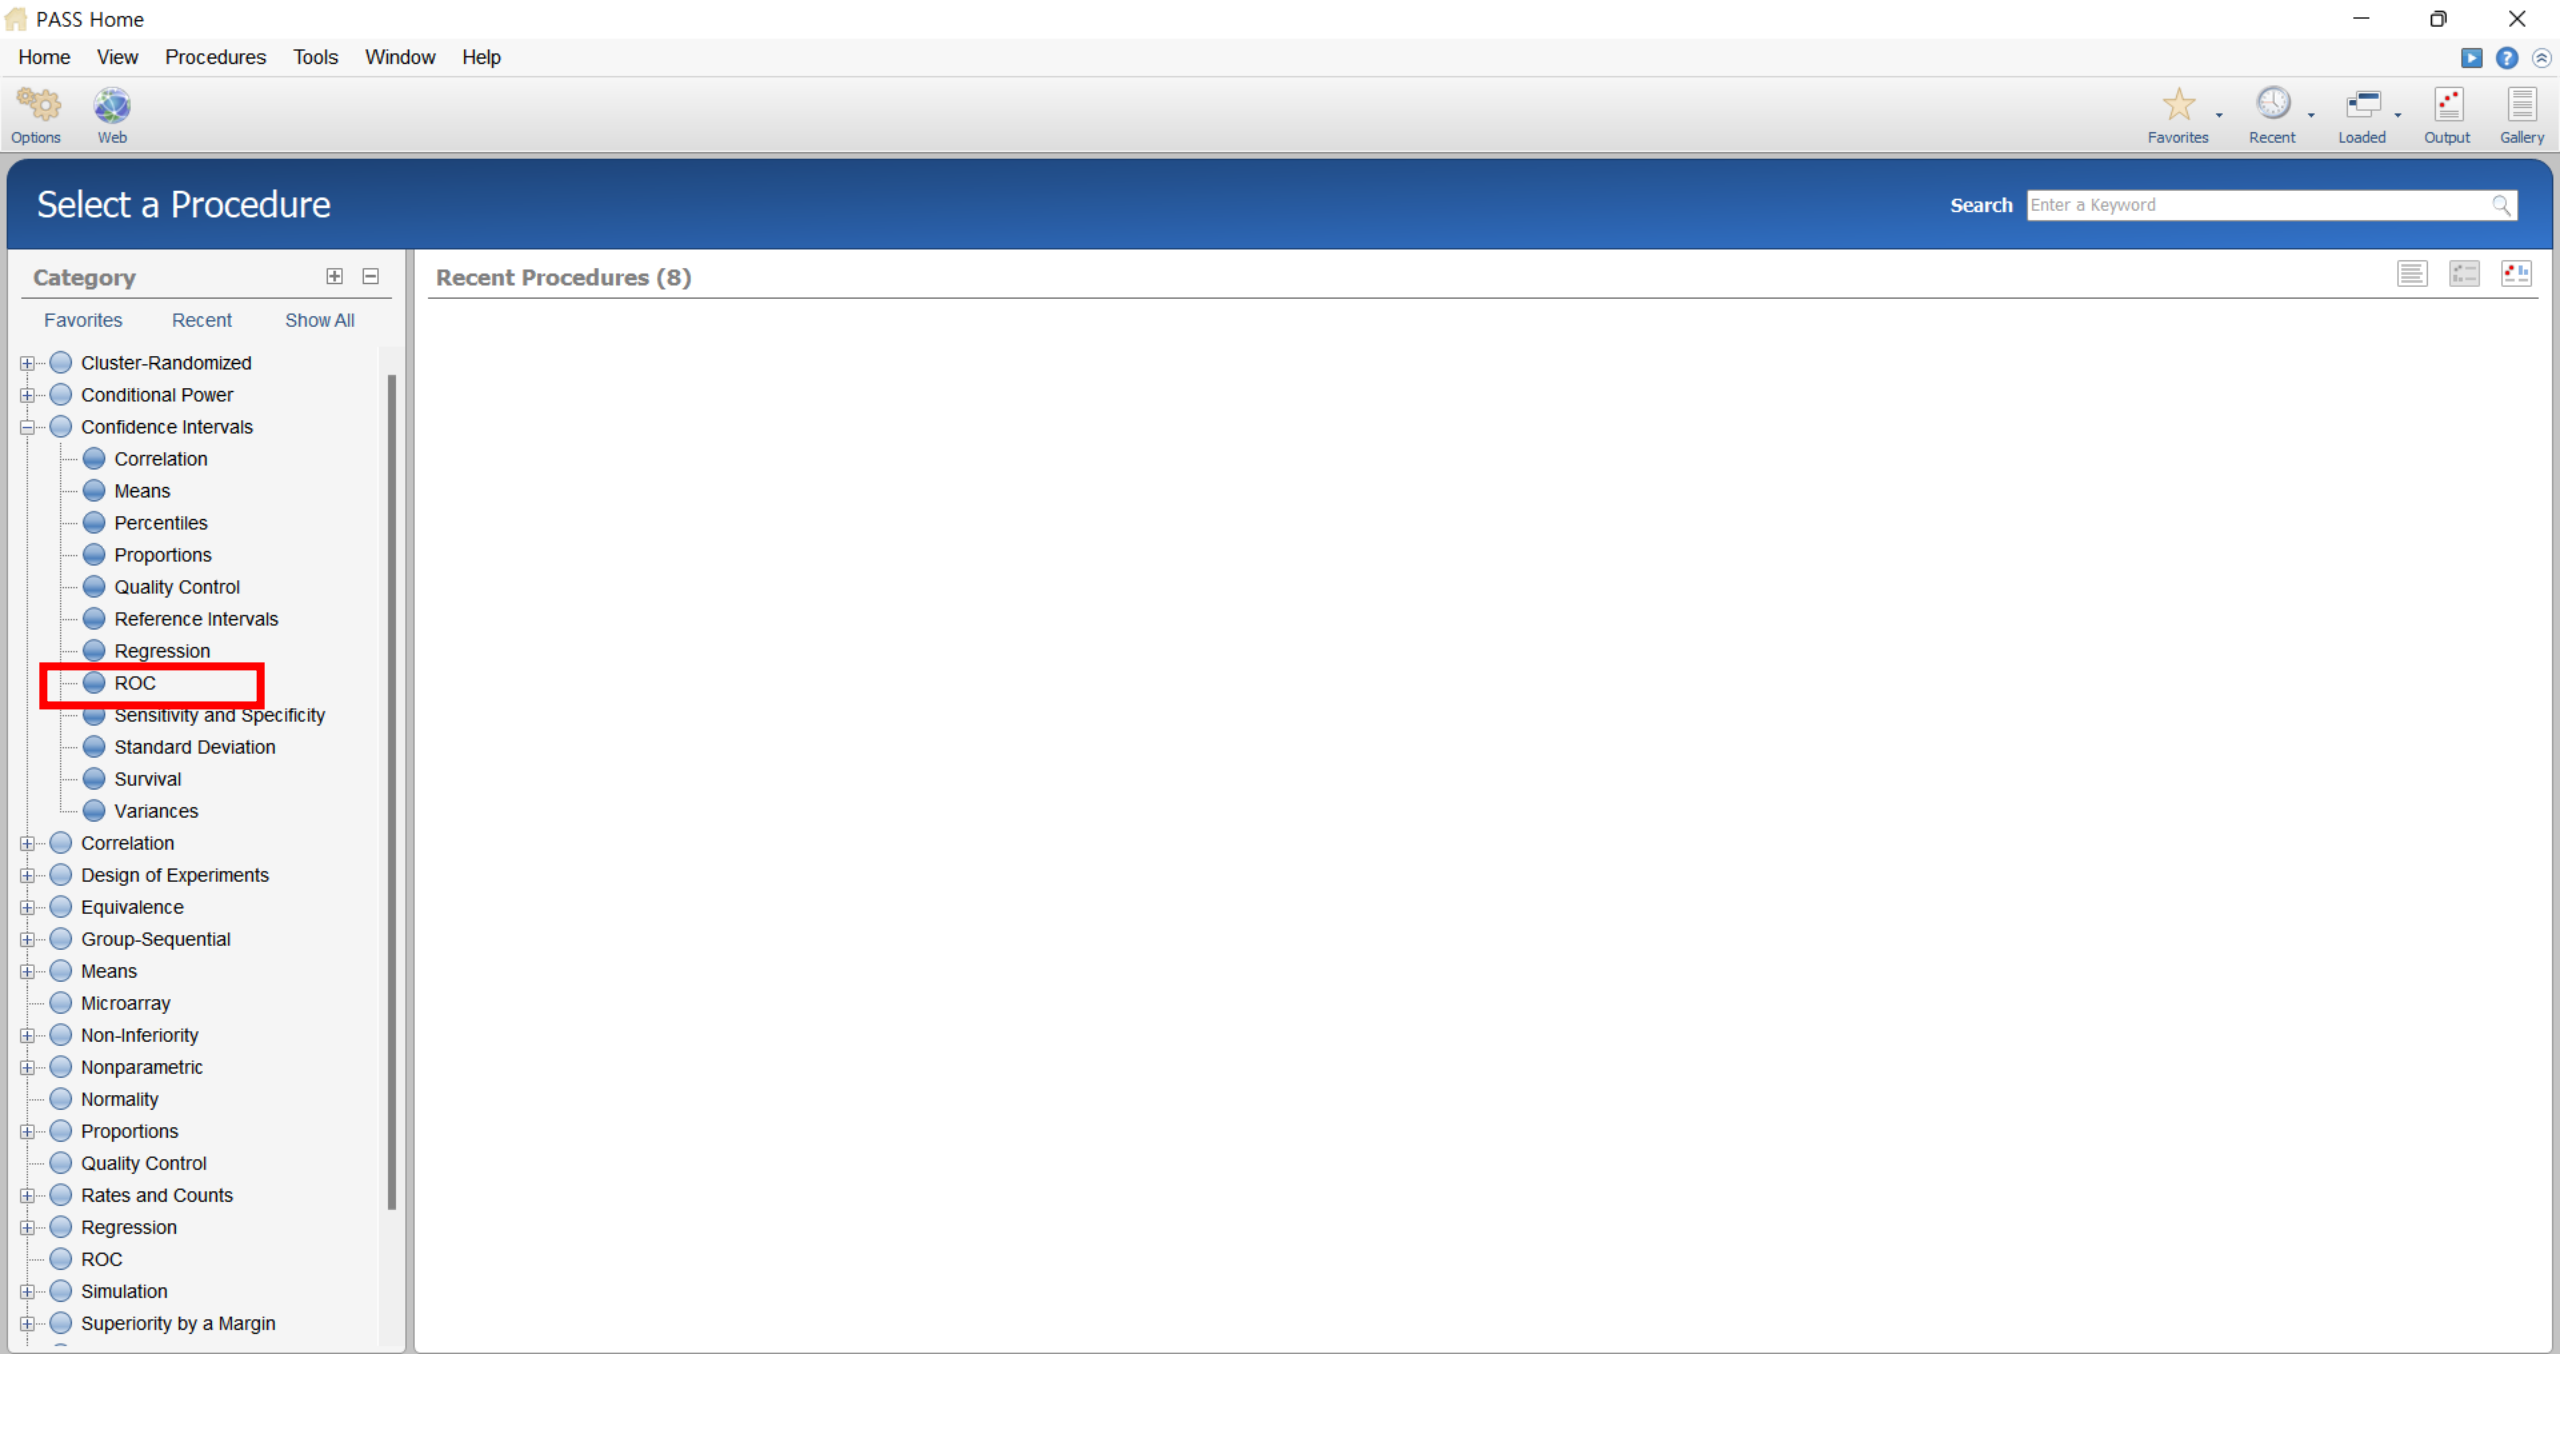 PASS Home
Home View Procedures Tools Window Help
Options Web Favorites Recent Loaded Output Gallery
Select a Procedure Search Enter a Keyword
Category Recent Procedures (8)
Favorites Recent Show All
Cluster-Randomized
Conditional Power
Confidence Intervals
Correlation
Means
Percentiles
Proportions
Quality Control
Reference Intervals
Regression
ROC
Sensitivity and Specificity
Standard Deviation
Survival
Variances
Correlation
Design of Experiments
Equivalence
Group-Sequential
Means
Microarray
Non-Inferiority
Nonparametric
Normality
Proportions
Quality Control
Rates and Counts
Regression
ROC
Simulation
Superiority by a Margin